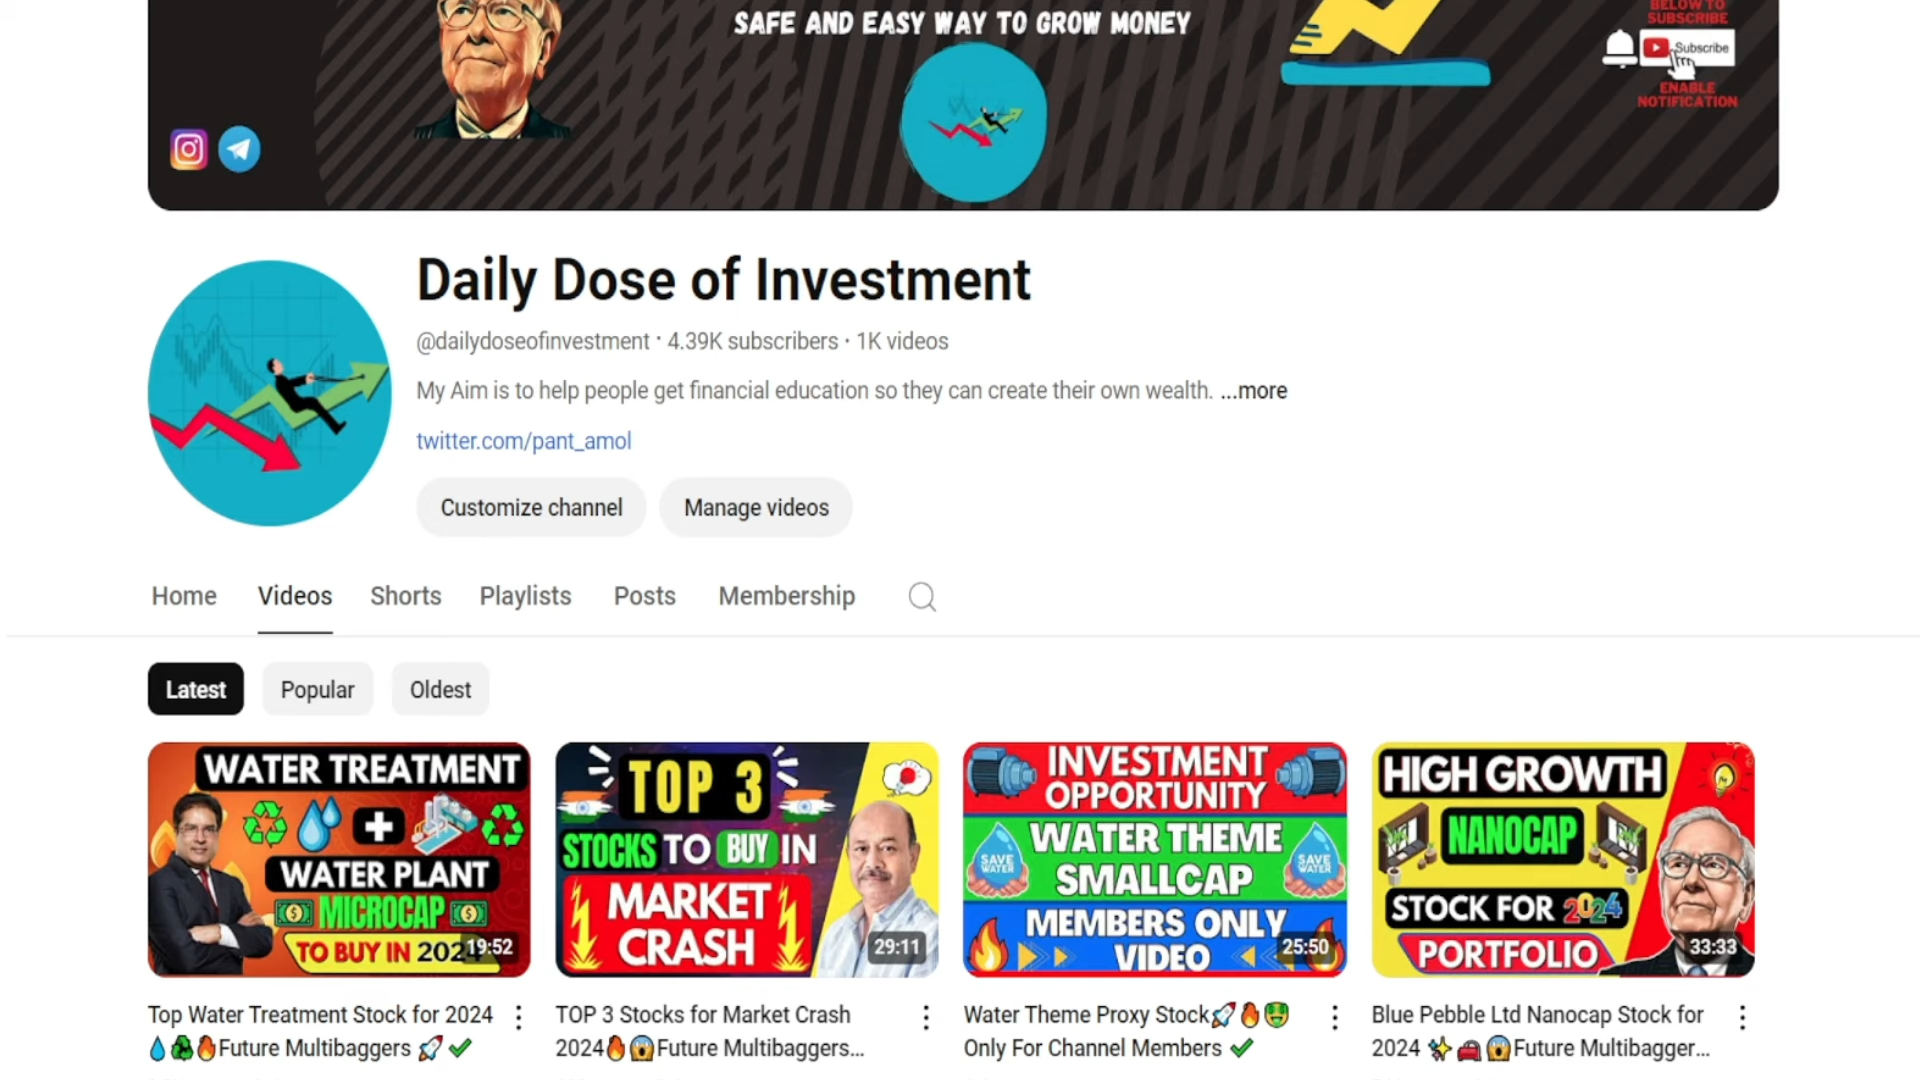 BELOW TO
SUBSCRIBE
SAFE AND EASY WAY TO GROW MONEY
Subscribe
ENABLE
NOTIFICATION
Daily Dose of Investment
@dailydoseofinvestment · 4.39K subscribers · 1K videos
My Aim is to help people get financial education so they can create their own wealth. ...more
twitter.com/pant_amol
Customize channel Manage videos
Home Videos Shorts Playlists Posts Membership
Latest Popular Oldest
WATER TREATMENT
WATER PLANT
MICROCAP
TO BUY IN 202
19:52
TOP 3
STOCKS TO BUY IN
MARKET
CRASH
29:11
INVESTMENT
OPPORTUNITY
WATER THEME
SMALLCAP
SAVE
WATER
SAVE
WATER
MEMBERS ONLY
VIDEO
25:50
HIGH GROWTH
NANOCAP
STOCK FOR 2024
PORTFOLIO
33:33
Top Water Treatment Stock for 2024
💧♻️🔥Future Multibaggers 🚀✔
TOP 3 Stocks for Market Crash
2024🔥😱Future Multibaggers...
Water Theme Proxy Stock🚀🔥🤑
Only For Channel Members ✔
Blue Pebble Ltd Nanocap Stock for
2024 ✨🚘😱Future Multibagger...